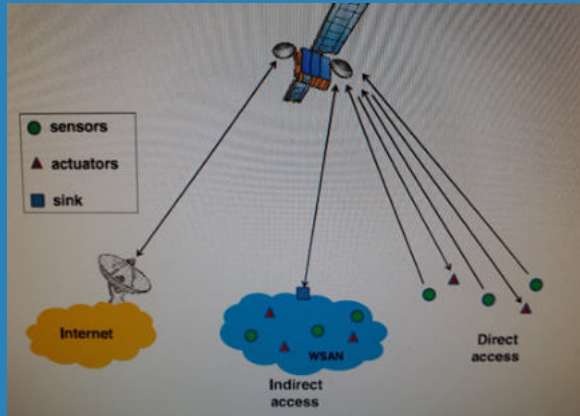 sensors
actuators
sink
Internet
WSAN
Indirect
access
Direct
access